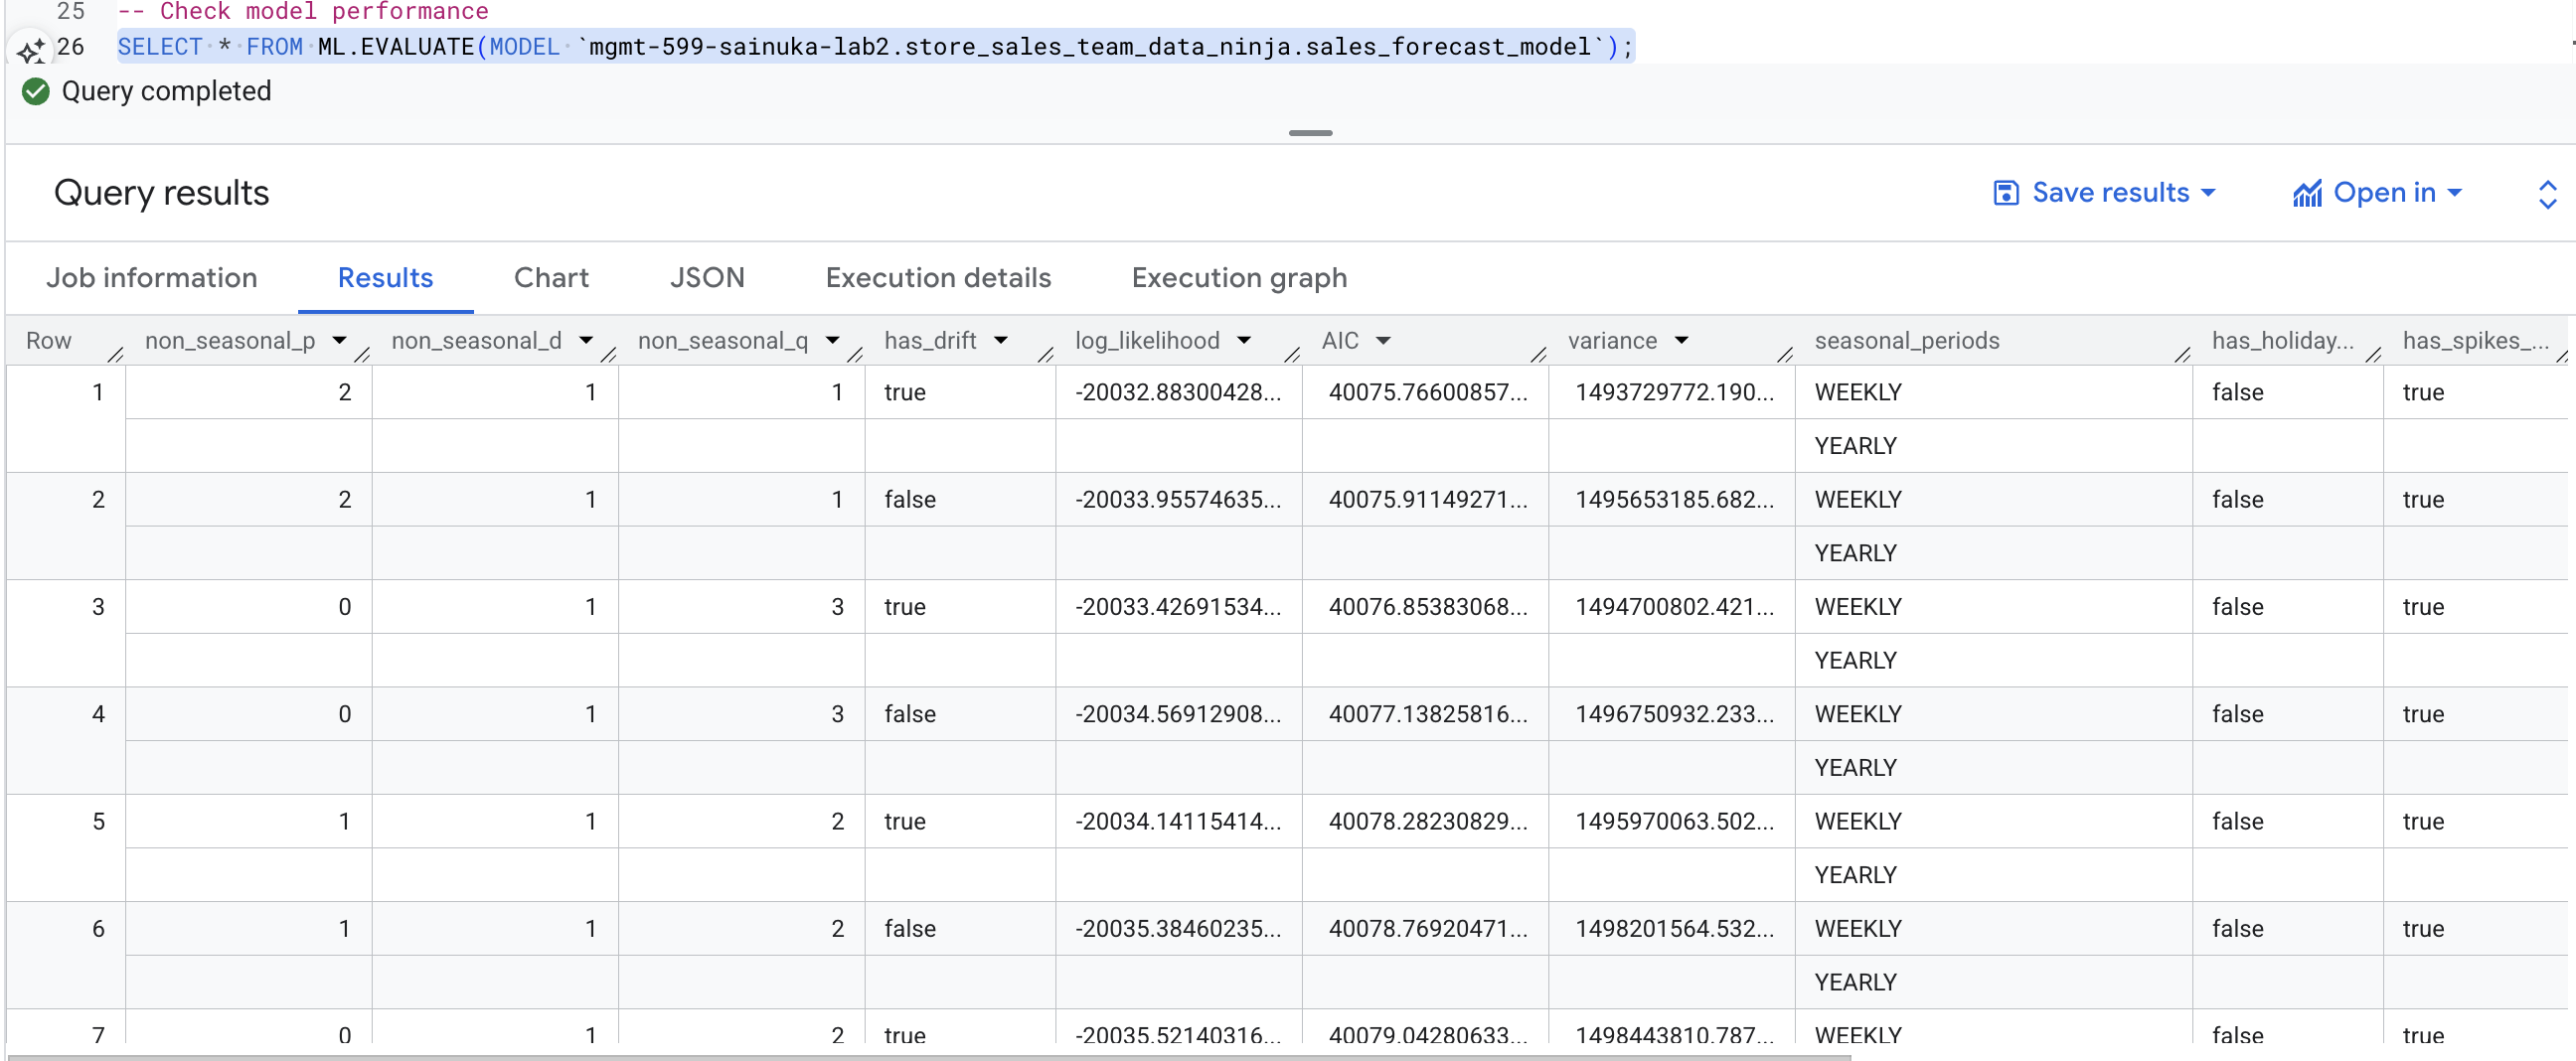 25 -- Check model performance
26 SELECT * FROM ML.EVALUATE(MODEL `mgmt-599-sainuka-lab2.store_sales_team_data_ninja.sales_forecast_model`);
Query completed
Query results Save results Open in
Job information Results Chart JSON Execution details Execution graph
Row non_seasonal_p non_seasonal_d non_seasonal_q has_drift log_likelihood AIC variance seasonal_periods has_holiday... has_spikes_...
1 2 1 1 true -20032.88300428... 40075.76600857... 1493729772.190... WEEKLY false true
YEARLY
2 2 1 1 false -20033.95574635... 40075.91149271... 1495653185.682... WEEKLY false true
YEARLY
3 0 1 3 true -20033.42691534... 40076.85383068... 1494700802.421... WEEKLY false true
YEARLY
4 0 1 3 false -20034.56912908... 40077.13825816... 1496750932.233... WEEKLY false true
YEARLY
5 1 1 2 true -20034.14115414... 40078.28230829... 1495970063.502... WEEKLY false true
YEARLY
6 1 1 2 false -20035.38460235... 40078.76920471... 1498201564.532... WEEKLY false true
YEARLY
7 0 1 2 true -20035.52140316... 40079.04280633... 1498443810.787... WEEKLY false true